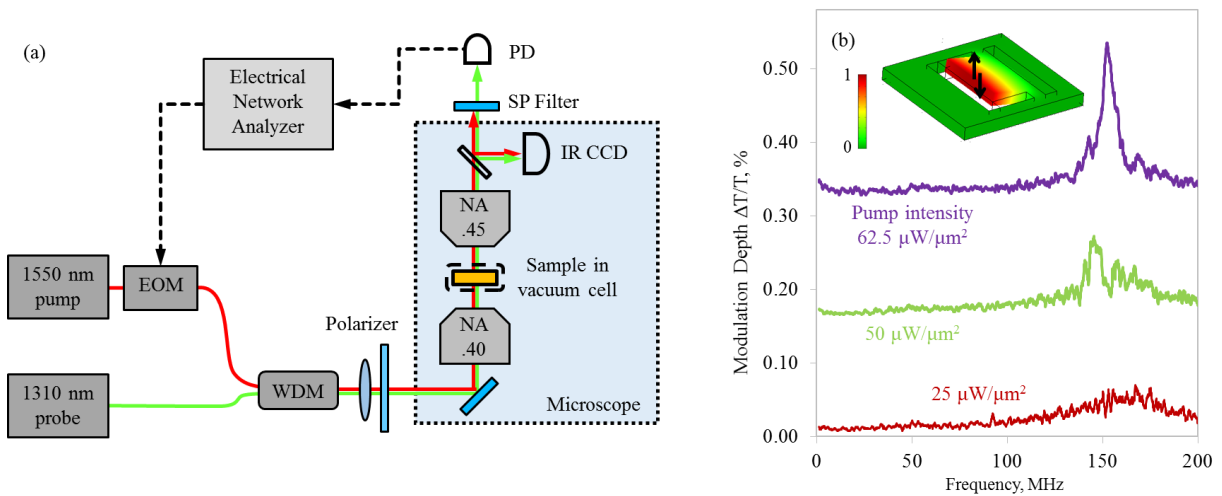 (a)
PD
Electrical
Network
Analyzer
SP Filter
IR CCD
NA
.45
Sample in
vacuum cell
1550 nm
pump
EOM
Polarizer
NA
.40
WDM
1310 nm
probe
Microscope
(b)
Modulation Depth ΔT/T, %
0.50
0.40
0.30
0.20
0.10
0.00
1
0
Pump intensity
62.5 µW/µm²
50 µW/µm²
25 µW/µm²
0
50
100
150
200
Frequency, MHz